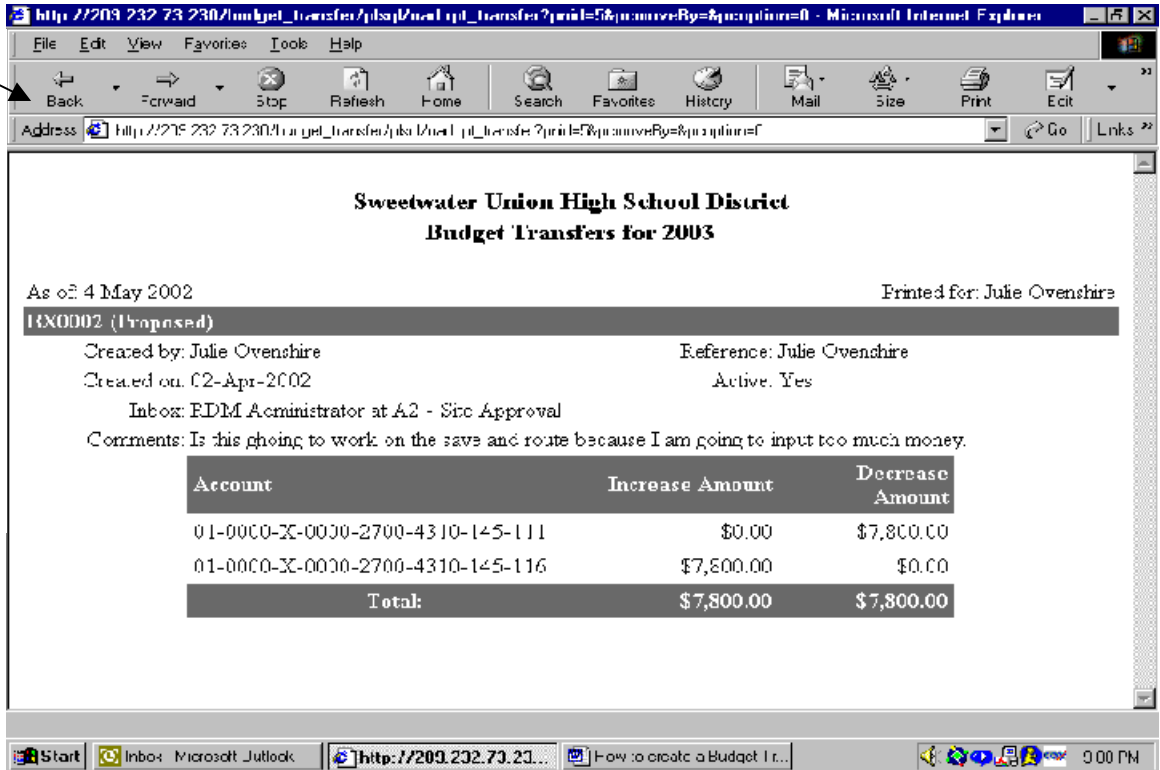 Microsoft Internet Explorer
File Edit View Favorites Tools Help
Back Forward Stop Refresh Home Search Favorites History Mail Size Print Edit
Address Go Links
Sweetwater Union High School District
Budget Transfers for 2003
As of: 4 May 2002 Printed for: Julie Ovenshire
BX0002 (Proposed)
Created by: Julie Ovenshire Reference: Julie Ovenshire
Created on: 02-Apr-2002 Active: Yes
Inbox: RDM Administrator at A2 - Site Approval
Comments: Is this ghoing to work on the save and route because I am going to input too much money.
Account Increase Amount Decrease Amount
01-0000-X-0000-2700-4310-145-111 $0.00 $7,800.00
01-0000-X-0000-2700-4310-145-116 $7,800.00 $0.00
Total: $7,800.00 $7,800.00
Start Inbox - Microsoft Outlook http://209.232.73.23... How to create a Budget Tr... 9:00 PM